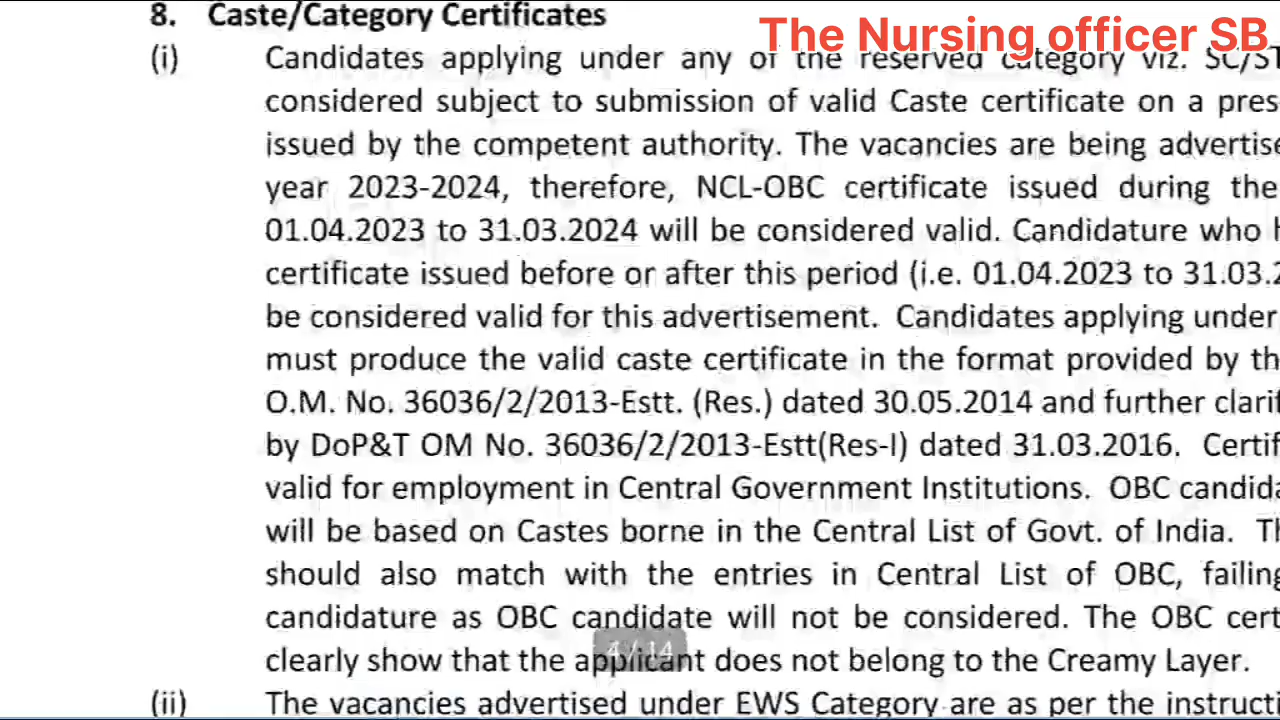 8. Caste/Category Certificates
The Nursing officer SB
(i) Candidates applying under any of the reserved category viz. SC/ST
considered subject to submission of valid Caste certificate on a pres
issued by the competent authority. The vacancies are being advertise
year 2023-2024, therefore, NCL-OBC certificate issued during the
01.04.2023 to 31.03.2024 will be considered valid. Candidature who h
certificate issued before or after this period (i.e. 01.04.2023 to 31.03.2
be considered valid for this advertisement. Candidates applying under
must produce the valid caste certificate in the format provided by th
O.M. No. 36036/2/2013-Estt. (Res.) dated 30.05.2014 and further clarif
by DoP&T OM No. 36036/2/2013-Estt(Res-I) dated 31.03.2016. Certif
valid for employment in Central Government Institutions. OBC candida
will be based on Castes borne in the Central List of Govt. of India. Th
should also match with the entries in Central List of OBC, failing
candidature as OBC candidate will not be considered. The OBC cert
clearly show that the applicant does not belong to the Creamy Layer.
4 / 14
(ii) The vacancies advertised under EWS Category are as per the instructi